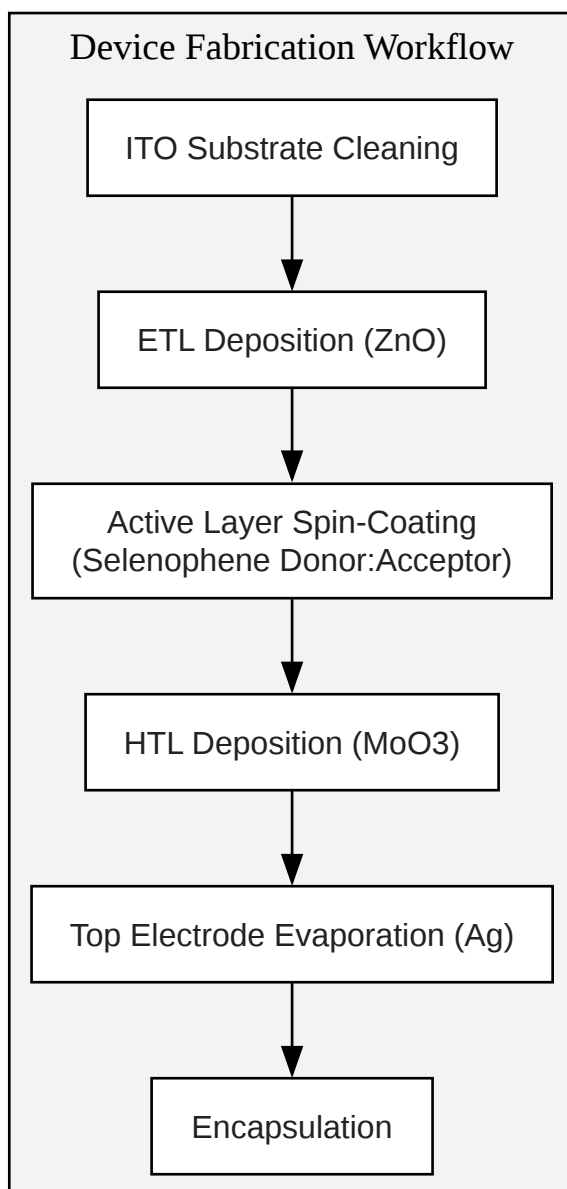 Device Fabrication Workflow
ITO Substrate Cleaning
ETL Deposition (ZnO)
Active Layer Spin-Coating
(Selenophene Donor:Acceptor)
HTL Deposition (MoO3)
Top Electrode Evaporation (Ag)
Encapsulation